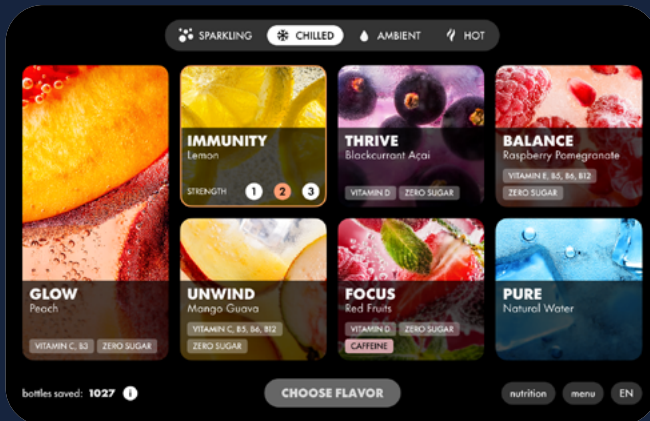 SPARKLING
CHILLED
AMBIENT
HOT
GLOW
Peach
VITAMIN C, B3
ZERO SUGAR
IMMUNITY
Lemon
STRENGTH 1 2 3
THRIVE
Blackcurrant Açai
VITAMIN D
ZERO SUGAR
BALANCE
Raspberry Pomegranate
VITAMIN E, B5, B6, B12
ZERO SUGAR
UNWIND
Mango Guava
VITAMIN C, B5, B6, B12
ZERO SUGAR
FOCUS
Red Fruits
VITAMIN D
ZERO SUGAR
CAFFEINE
PURE
Natural Water
bottles saved: 1027 i
CHOOSE FLAVOR
nutrition
menu
EN